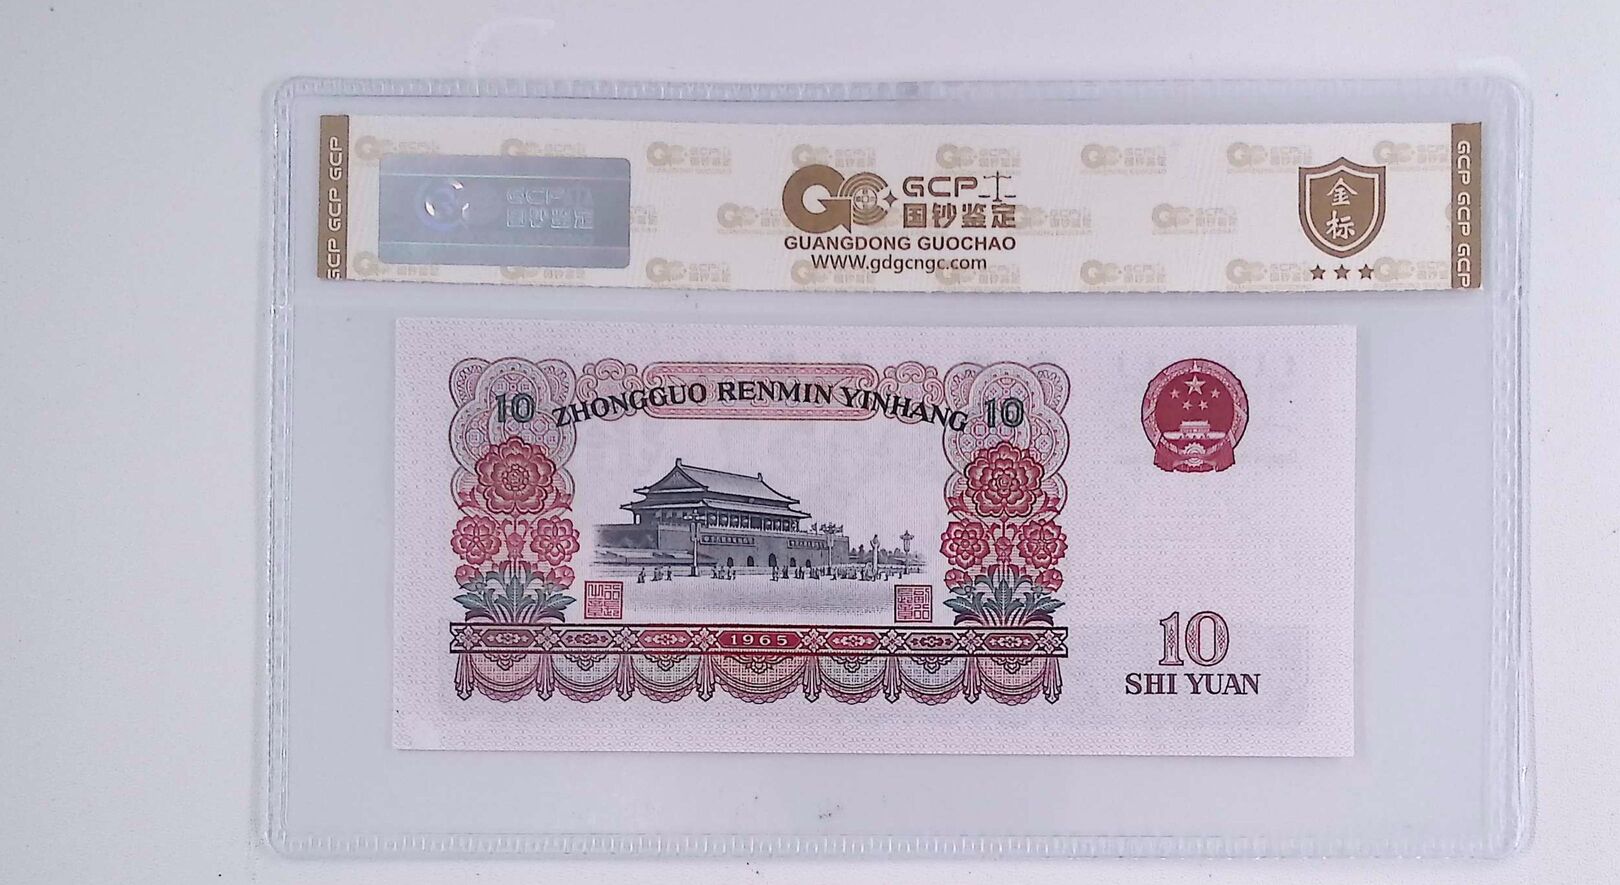 GCP GCP GCP
GCP
国钞鉴定
GCP
国钞鉴定
GUANGDONG GUOCHAO
www.gdgcngc.com
金
标
GCP GCP GCP
10 ZHONGGUO RENMIN YINHANG 10
1965
10
SHI YUAN